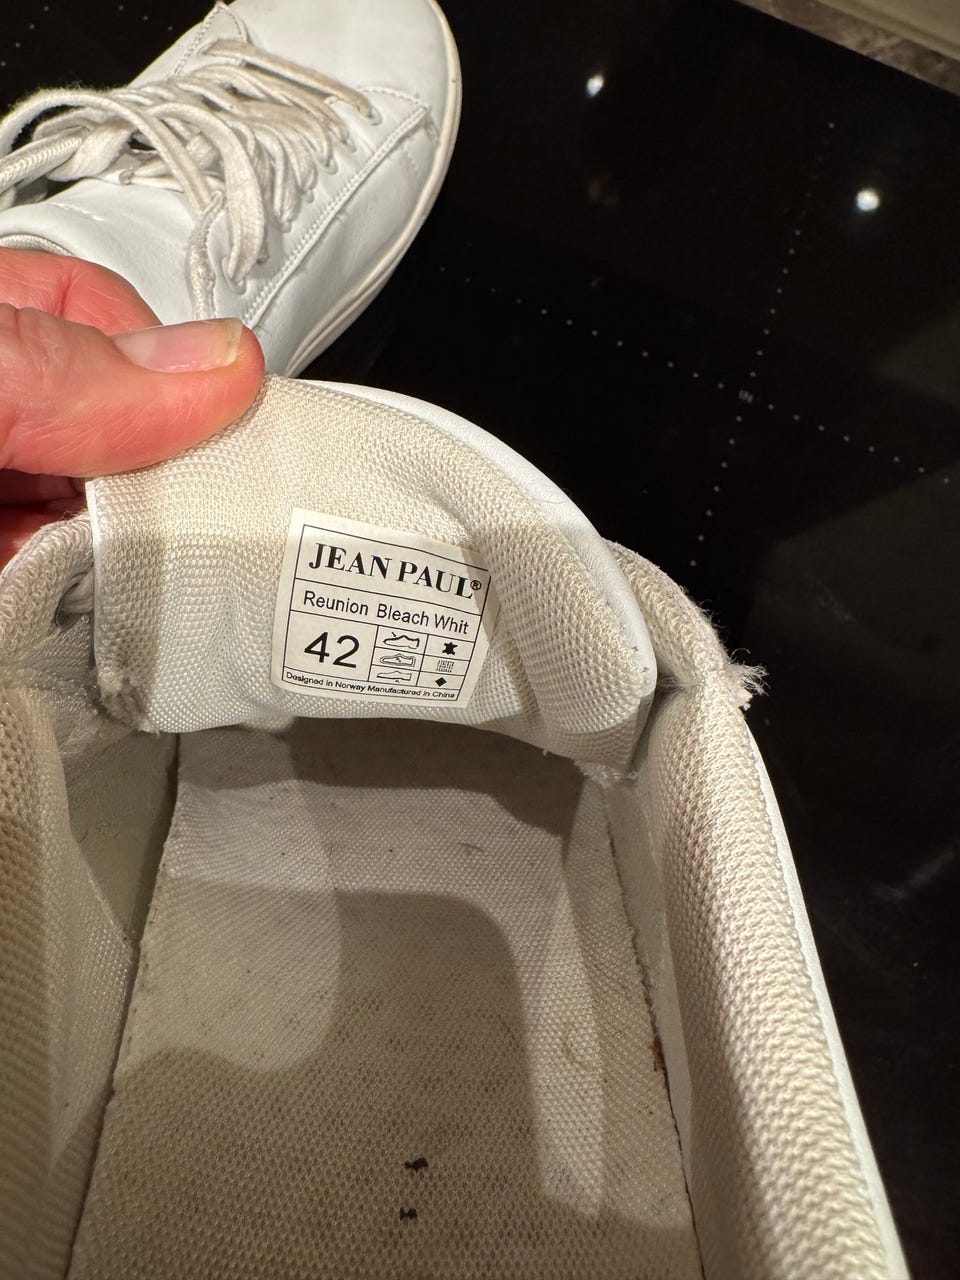 JEAN PAUL®
Reunion Bleach Whit
42
Designed in Norway Manufactured in China